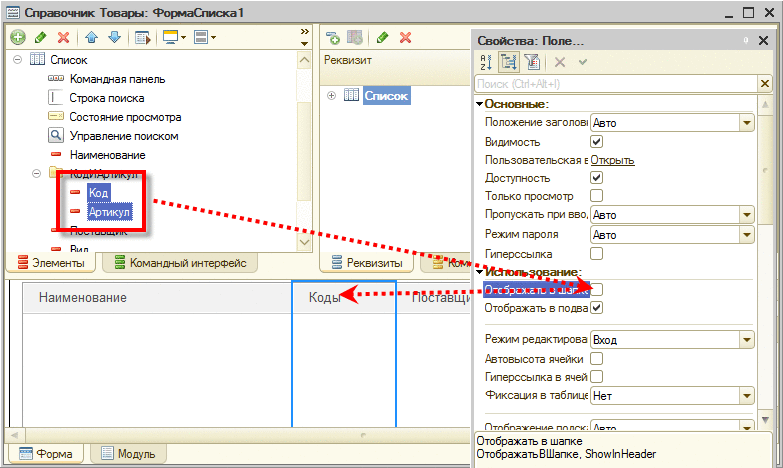 Справочник Товары: ФормаСписка1
Список
Командная панель
Строка поиска
Состояние просмотра
Управление поиском
Наименование
КодИАртикул
Код
Артикул
Поставщик
Вид
Элементы
Командный интерфейс
Реквизит
Список
Реквизиты
Ком
Наименование
Коды
Поставщи
Форма
Модуль
Свойства: Поле...
Поиск (Ctrl+Alt+I)
Основные:
Положение заголов Авто
Видимость
Пользовательская в Открыть
Доступность
Только просмотр
Пропускать при вво, Авто
Режим пароля Авто
Гиперссылка
Использование:
Отображать в шапке
Отображать в подва
Режим редактирова Вход
Автовысота ячейки
Гиперссылка в ячей
Фиксация в таблице Нет
Отображение подск Авто
Отображать в шапке
ОтображатьВШапке, ShowInHeader